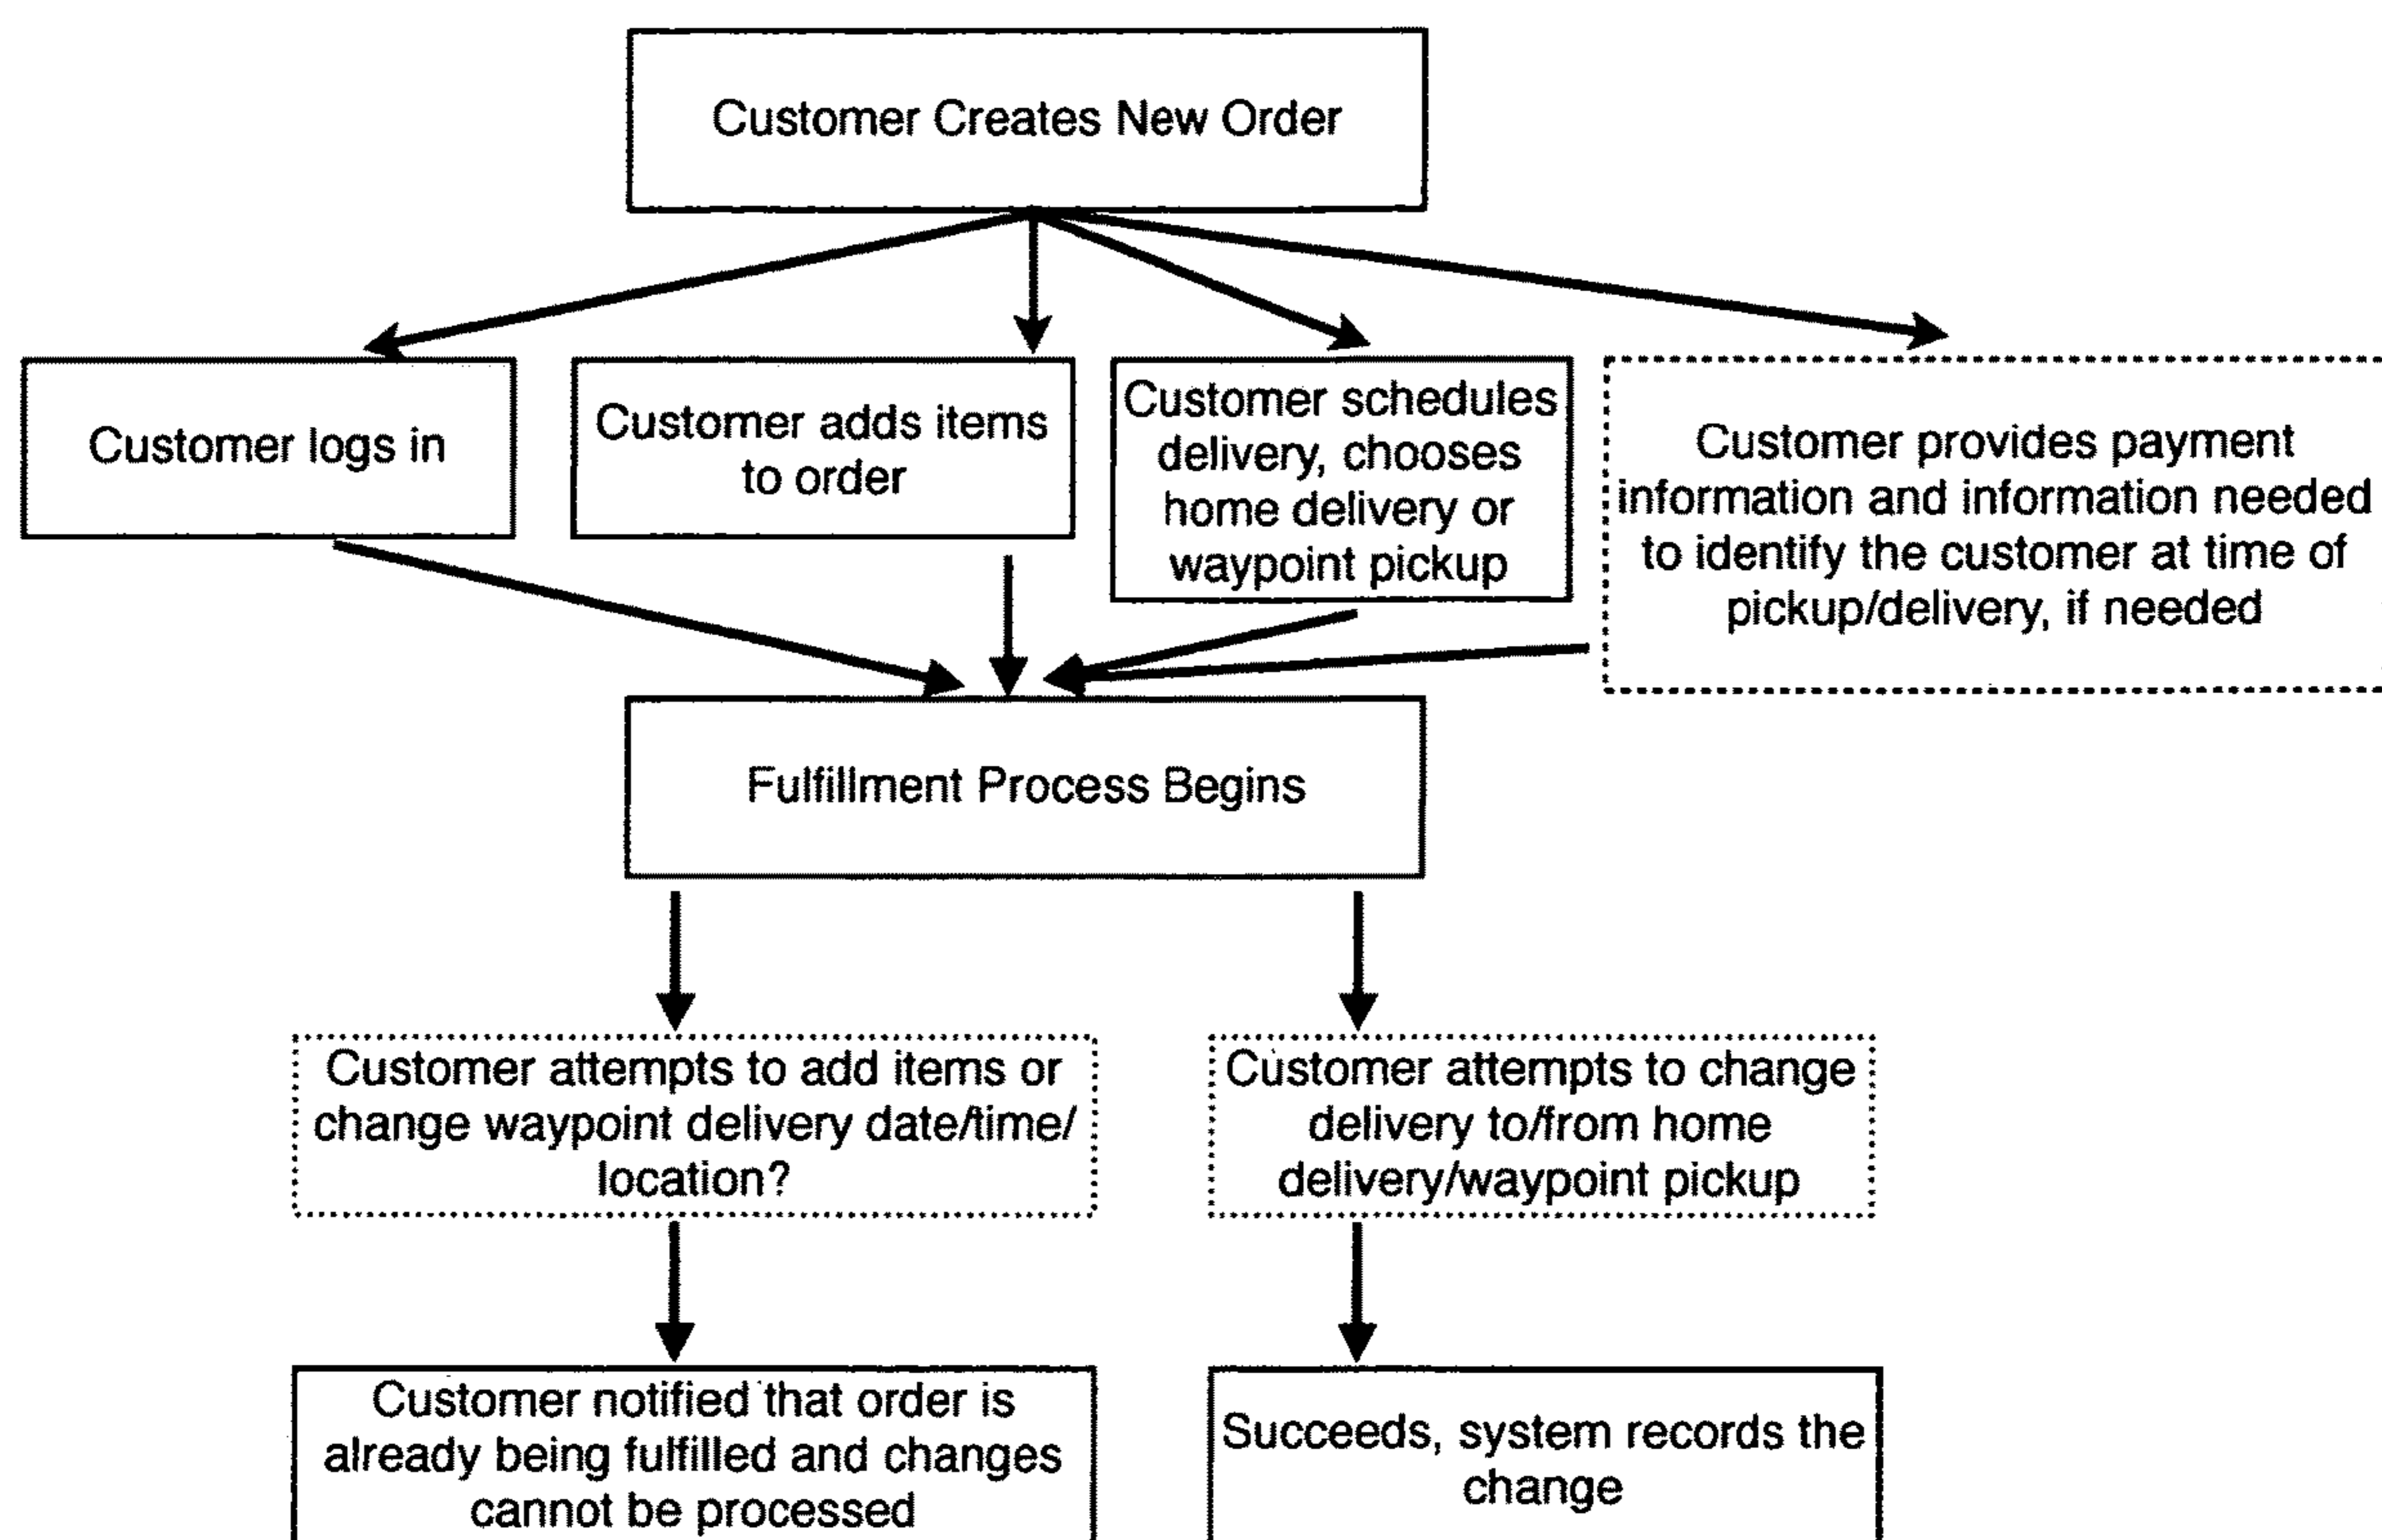 Customer Creates New Order
Customer logs in
Customer adds items
to order
Customer schedules
delivery, chooses
home delivery or
waypoint pickup
Customer provides payment
information and information needed
to identify the customer at time of
pickup/delivery, if needed
Fulfillment Process Begins
Customer attempts to add items or
change waypoint delivery date/time/
location?
Customer attempts to change
delivery to/from home
delivery/waypoint pickup
Customer notified that order is
already being fulfilled and changes
cannot be processed
Succeeds, system records the
change